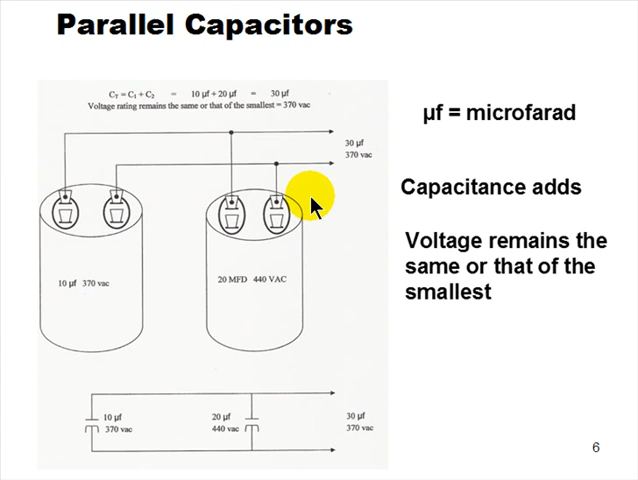 Parallel Capacitors
CT = C1 + C2 = 10 µf + 20 µf = 30 µf
Voltage rating remains the same or that of the smallest = 370 vac
µf = microfarad
30 µf
370 vac
Capacitance adds
Voltage remains the
same or that of the
smallest
10 µf 370 vac
20 MFD 440 VAC
10 µf
370 vac
20 µf
440 vac
30 µf
370 vac
6